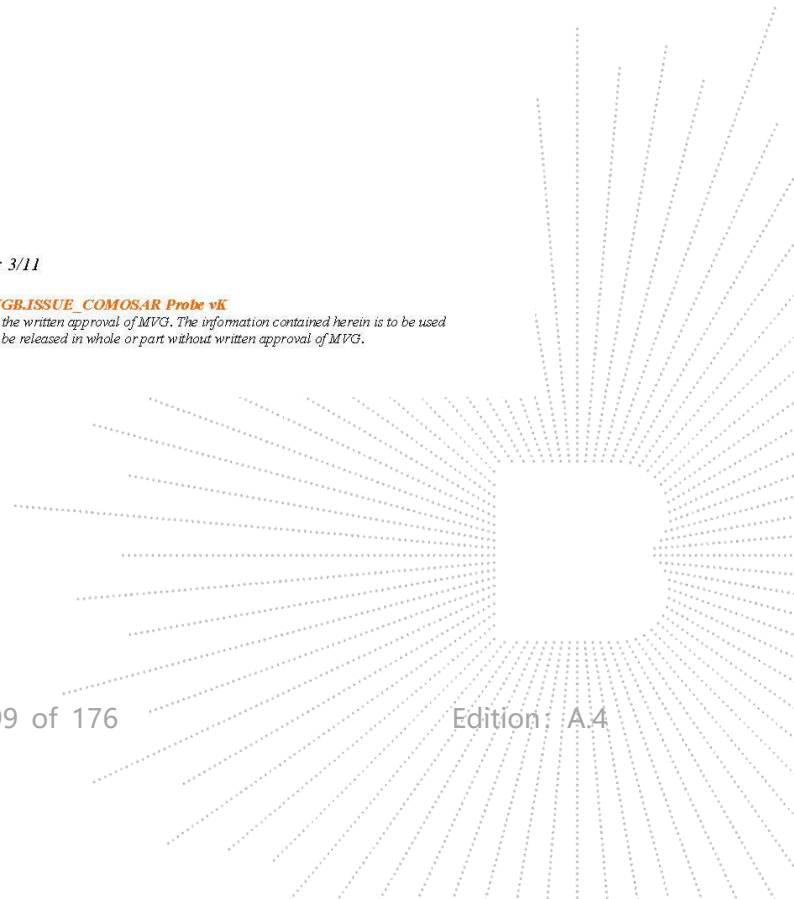 : 3/11
GB.ISSUE_COMOSAR Probe vK
the written approval of MVG. The information contained herein is to be used
be released in whole or part without written approval of MVG.
99 of 176 Edition: A.4